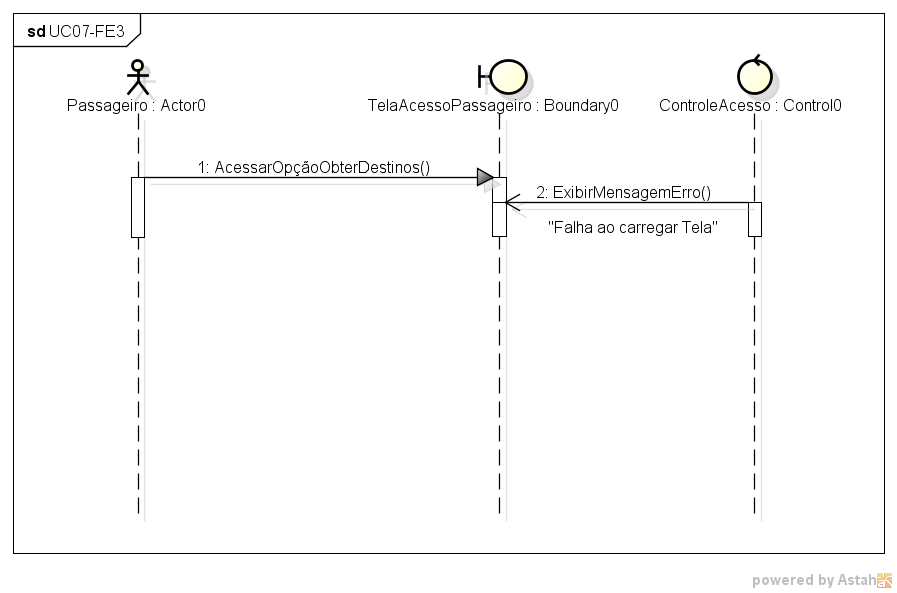 sd UC07-FE3
Passageiro : Actor0
TelaAcessoPassageiro : Boundary0
ControleAcesso : Control0
1: AcessarOpçãoObterDestinos()
2: ExibirMensagemErro()
"Falha ao carregar Tela"
powered by Astah